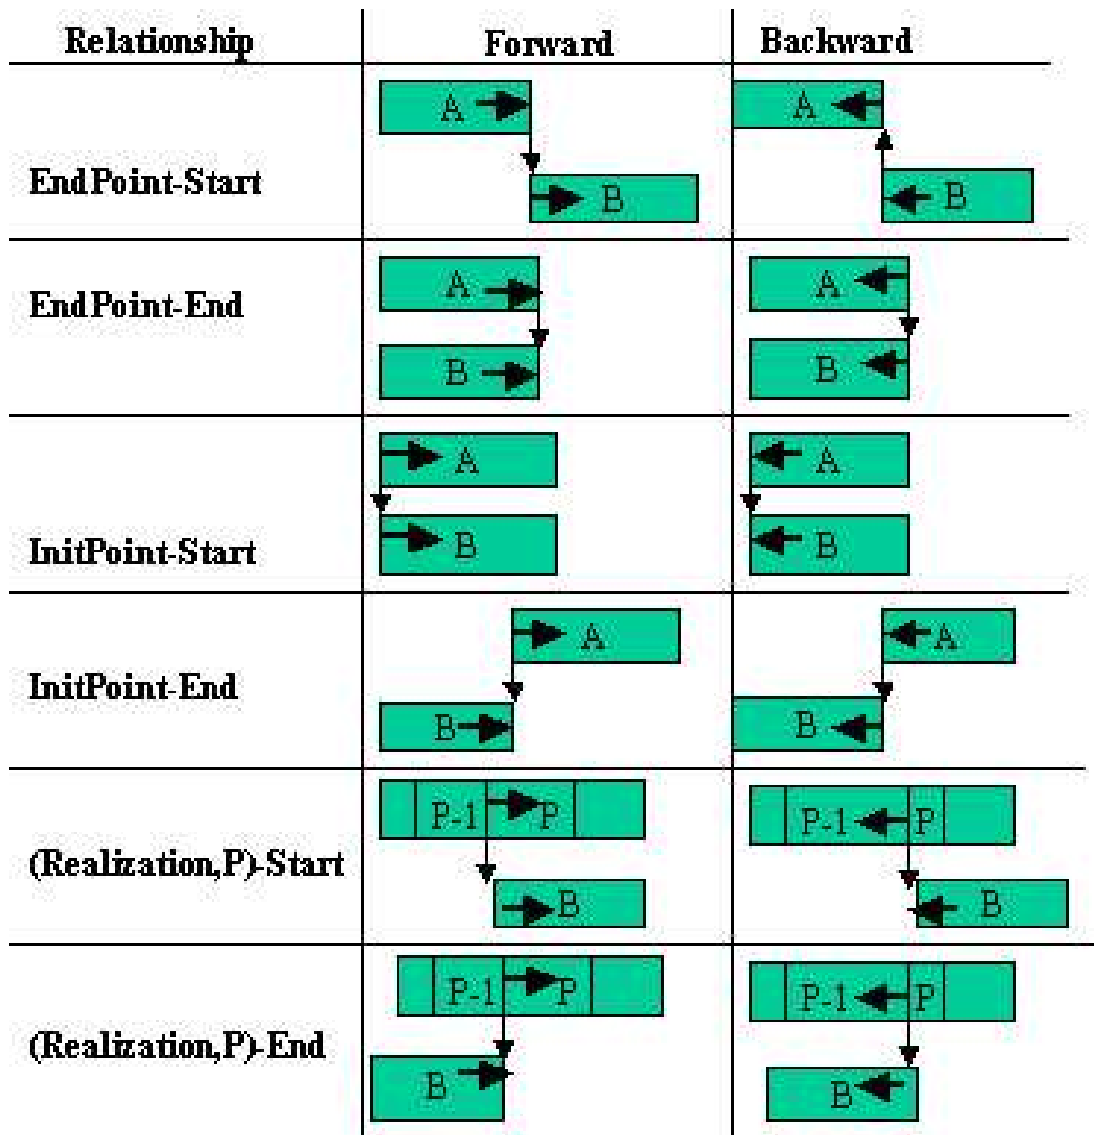 Relationship Forward Backward
A A
EndPoint-Start
B B
EndPoint-End
A A
B B
A A
InitPoint-Start
B B
A A
InitPoint-End
B B
P-1 P P-1 P
(Realization,P)-Start
B B
P-1 P P-1 P
(Realization,P)-End
B B